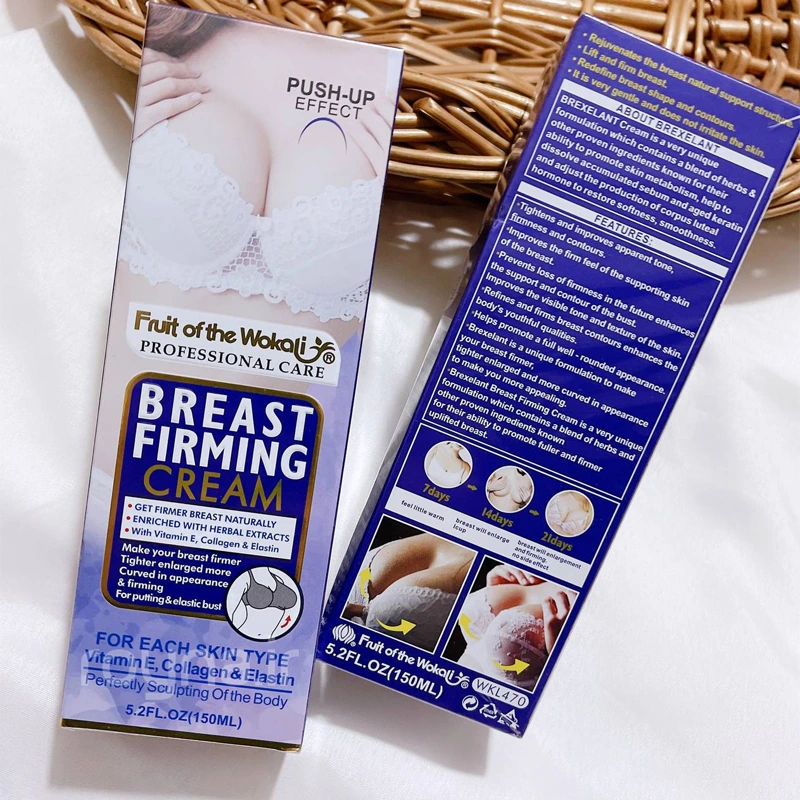 PUSH-UP
EFFECT
Fruit of the Wokali®
PROFESSIONAL CARE
BREAST
FIRMING
CREAM
• GET FIRMER BREAST NATURALLY
• ENRICHED WITH HERBAL EXTRACTS
• With Vitamin E, Collagen & Elastin
Make your breast firmer
Tighter enlarged more
Curved in appearance
& firming
For putting & elastic bust
FOR EACH SKIN TYPE
Vitamin E, Collagen & Elastin
Perfectly Sculpting Of the Body
5.2FL.OZ(150ML)
• Rejuvenates the breast natural support structure.
• Lift and firm breast.
• Redefine breast shape and contours.
• It is very gentle and does not irritate the skin.
ABOUT BREXELANT
BREXELANT Cream is a very unique
formulation which contains a blend of herbs &
other proven ingredients known for their
ability to promote skin metabolism, help to
dissolve accumulated sebum and aged keratin
and adjust the production of corpus luteal
hormone to restore softness, smoothness.
FEATURES:
*Tightens and improves apparent tone,
firmness and contours.
*Improves the firm feel of the supporting skin
of the breast.
*Prevents loss of firmness in the future enhances
the support and contour of the bust.
Improves the visible tone and texture of the skin.
*Refines and firms breast contours enhances the
body's youthful qualities.
*Helps promote a full well - rounded appearance.
*Brexelant is a unique formulation to make
your breast firmer,
tighter enlarged and more curved in appearance
to make you more appealing.
*Brexelant Breast Firming Cream is a very unique
formulation which contains a blend of herbs and
other proven ingredients known
for their ability to promote fuller and firmer
uplifted breast.
7days
14days
21days
feel little warm
breast will enlarge
1cup
breast will enlargement
and firming.
no side effect
Fruit of the Wokali®
5.2FL.OZ(150ML)
WKL470